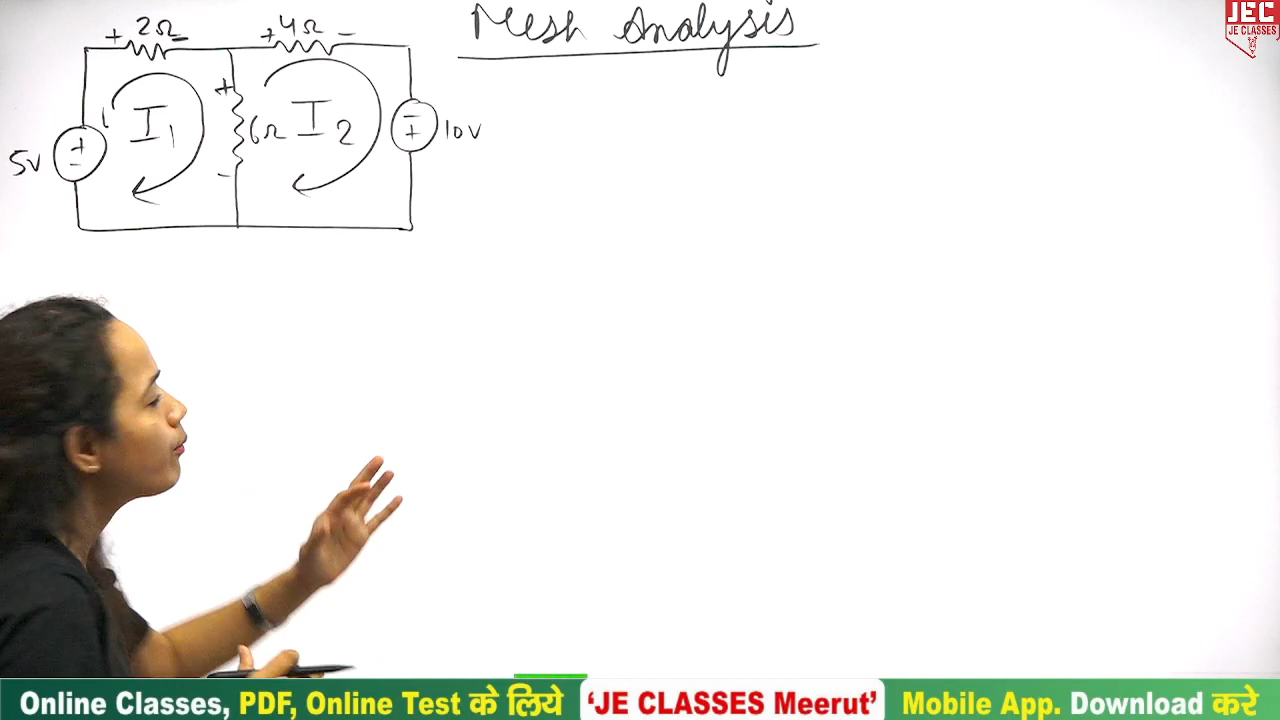 Mesh Analysis
JEC
JE CLASSES
+ 2Ω - + 4Ω -
+
I1 6Ω I2
5V + - - + 10V
-
Online Classes, PDF, Online Test के लिये 'JE CLASSES Meerut' Mobile App. Download करे